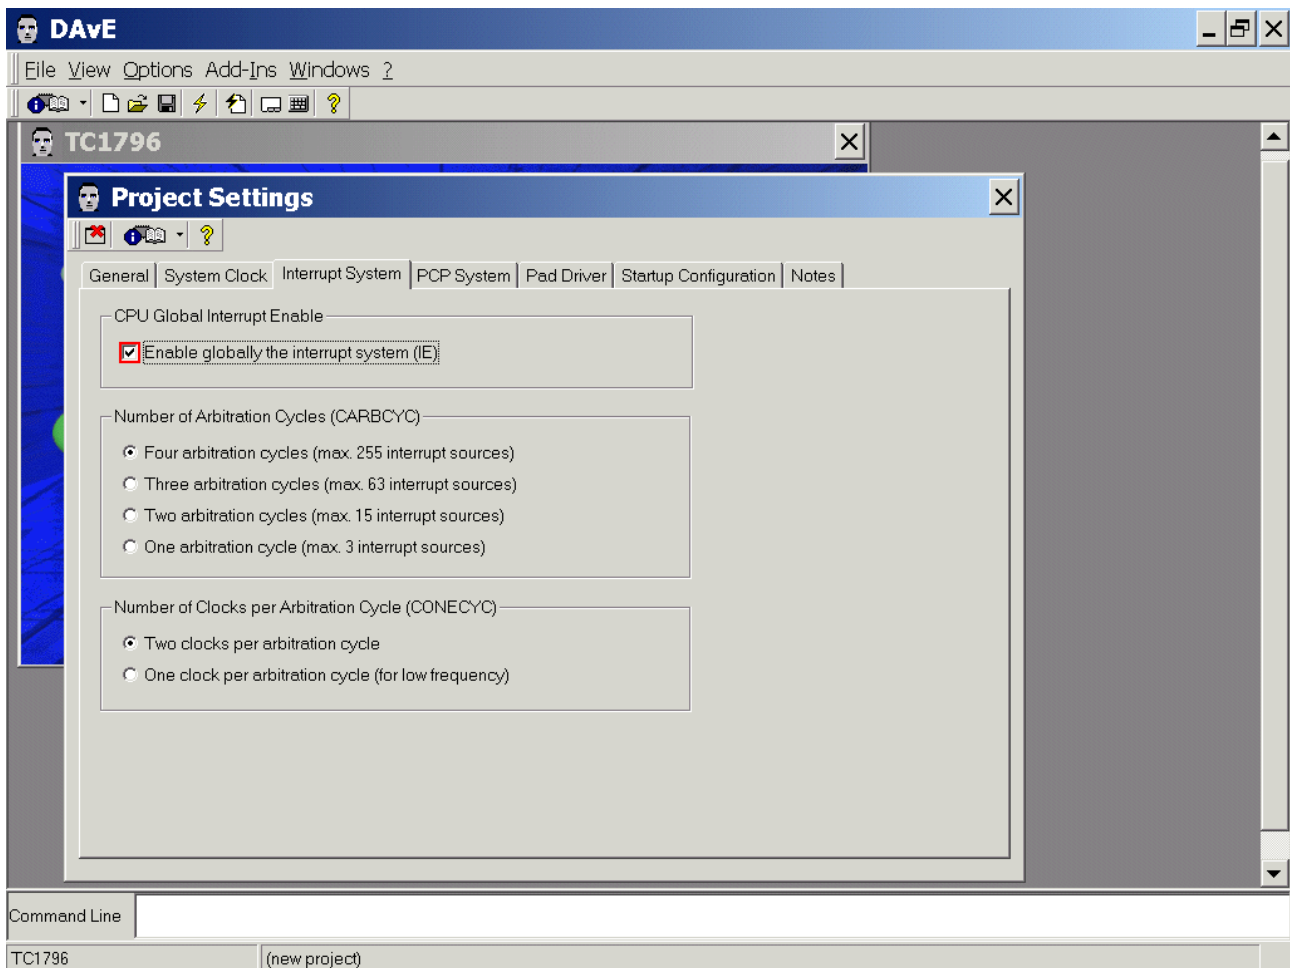 DAvE
File View Options Add-Ins Windows ?
TC1796
Project Settings
General System Clock Interrupt System PCP System Pad Driver Startup Configuration Notes
CPU Global Interrupt Enable
Enable globally the interrupt system (IE)
Number of Arbitration Cycles (CARBCYC)
Four arbitration cycles (max. 255 interrupt sources)
Three arbitration cycles (max. 63 interrupt sources)
Two arbitration cycles (max. 15 interrupt sources)
One arbitration cycle (max. 3 interrupt sources)
Number of Clocks per Arbitration Cycle (CONECYC)
Two clocks per arbitration cycle
One clock per arbitration cycle (for low frequency)
Command Line
TC1796 (new project)